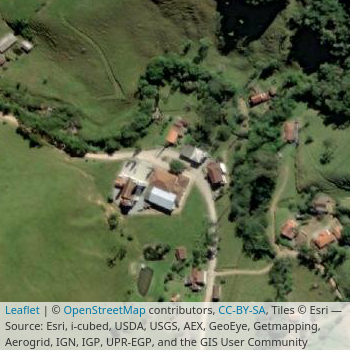 Leaflet | © OpenStreetMap contributors, CC-BY-SA, Tiles © Esri —
Source: Esri, i-cubed, USDA, USGS, AEX, GeoEye, Getmapping,
Aerogrid, IGN, IGP, UPR-EGP, and the GIS User Community